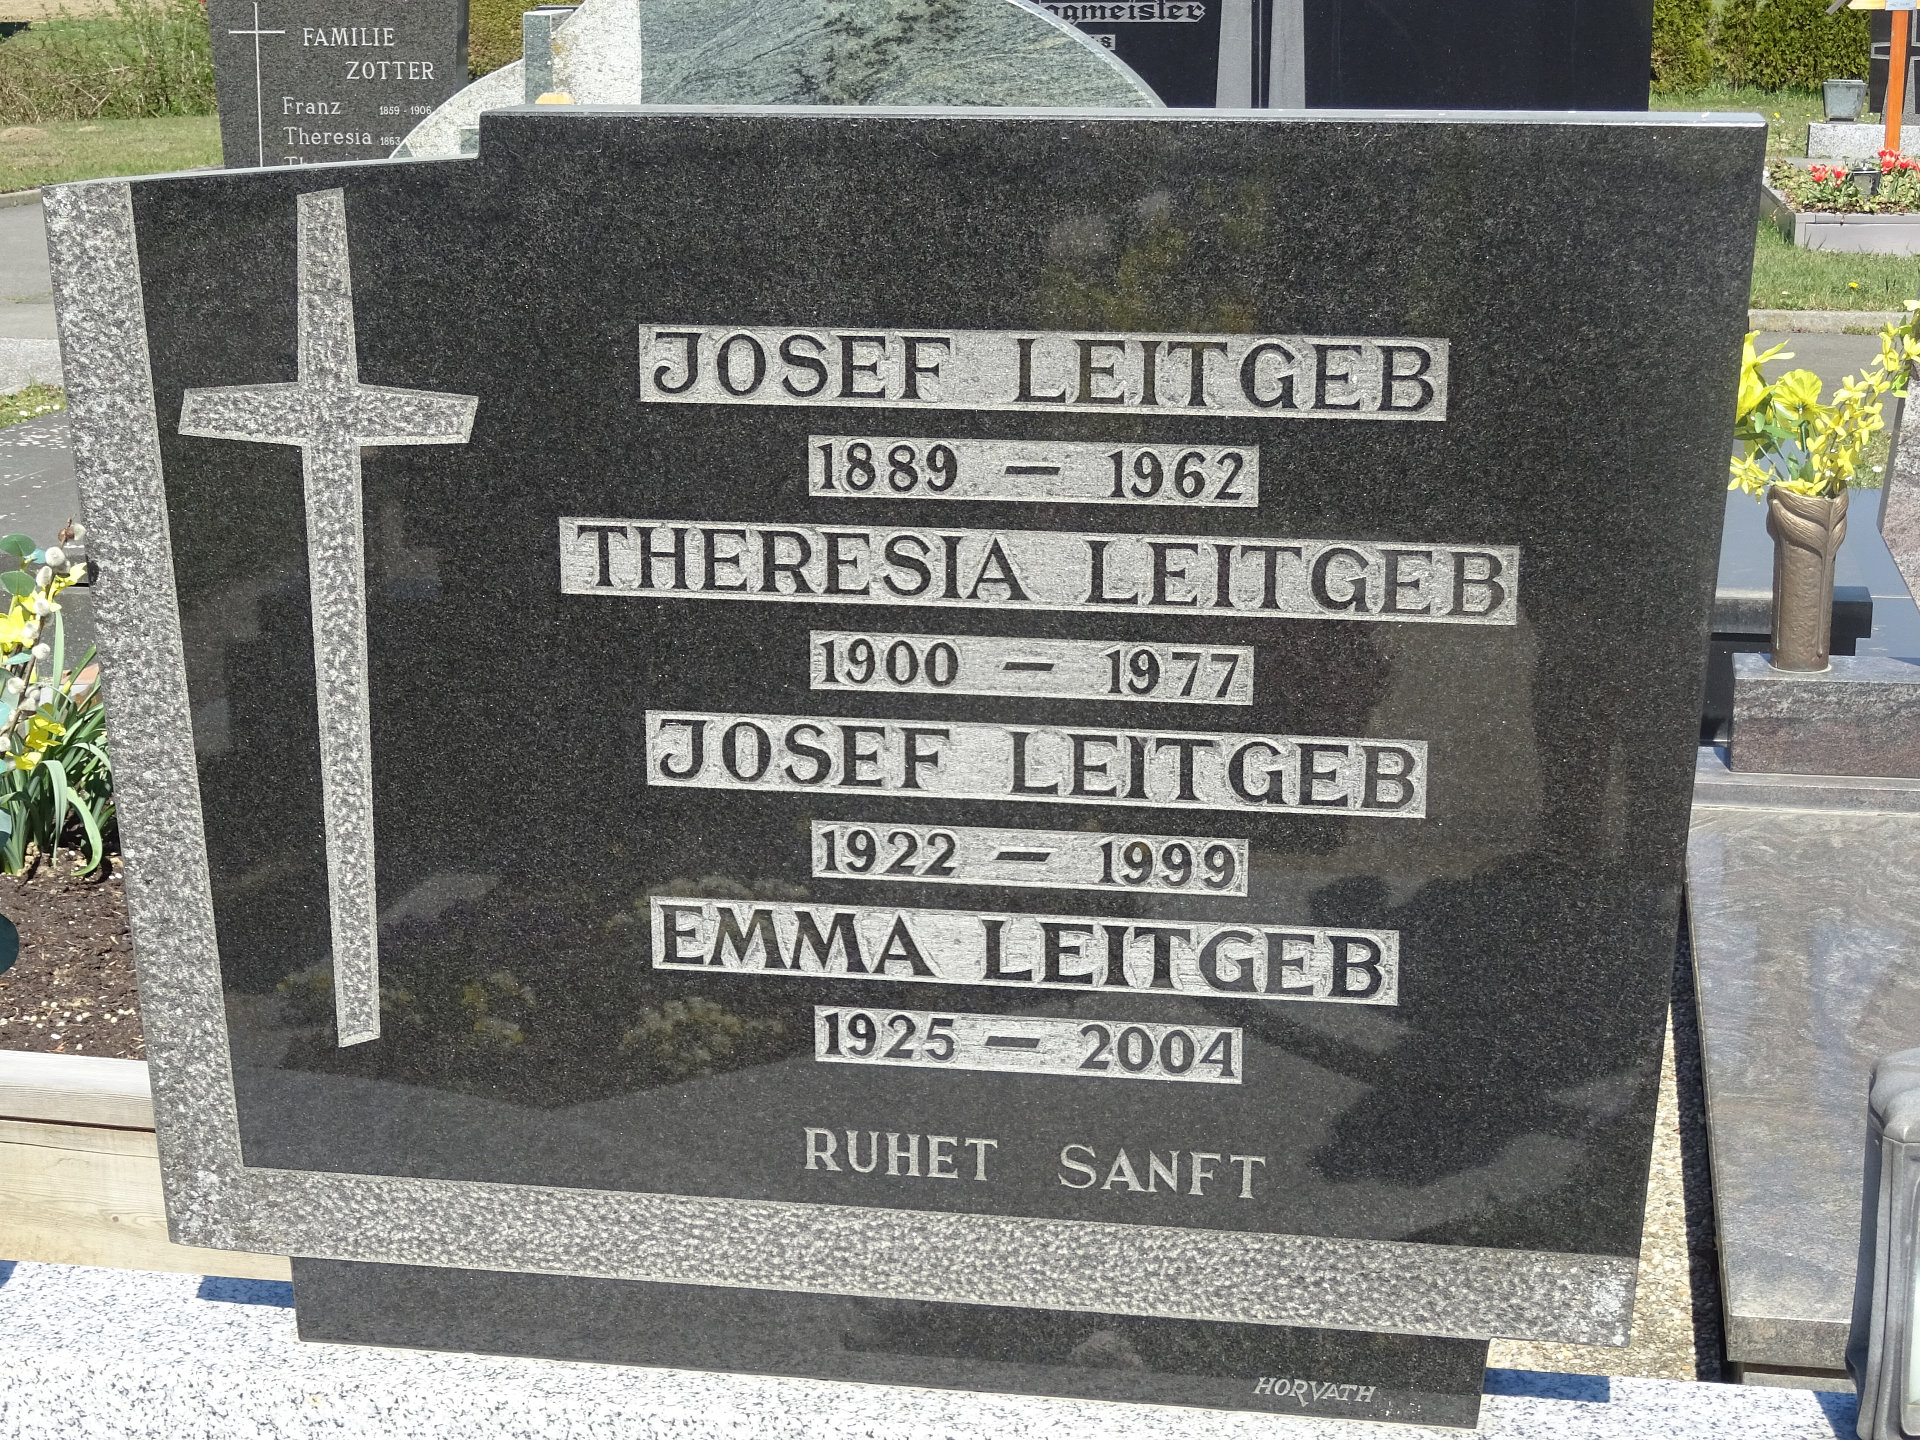 FAMILIE
ZOTTER
Franz 1859 - 1906
Theresia 1863
JOSEF LEITGEB
1889 — 1962
THERESIA LEITGEB
1900 — 1977
JOSEF LEITGEB
1922 — 1999
EMMA LEITGEB
1925 — 2004
RUHET SANFT
HORVATH